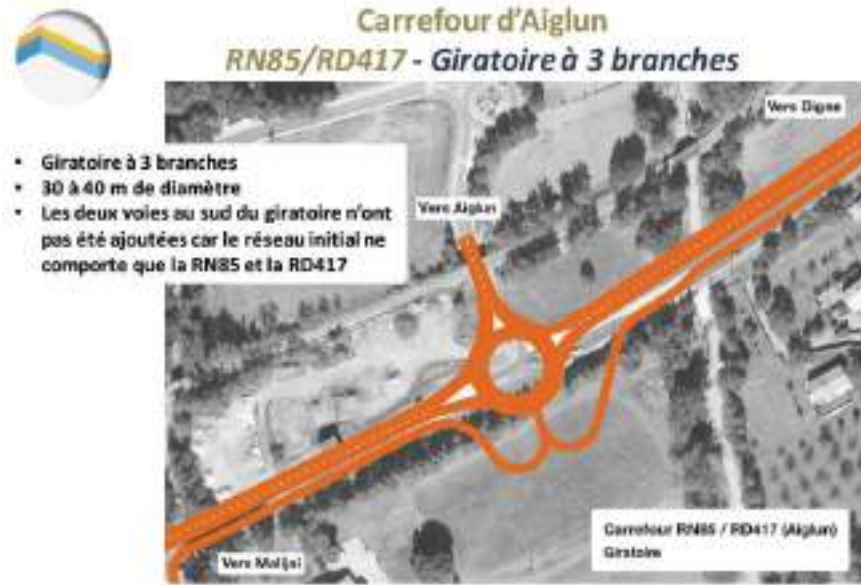 Carrefour d'Aiglun
RN85/RD417 - Giratoire à 3 branches
• Giratoire à 3 branches
• 30 à 40 m de diamètre
• Les deux voies au sud du giratoire n'ont
pas été ajoutées car le réseau initial ne
comporte que la RN85 et la RD417
Vers Digne
Vers Aiglun
Vers Malijai
Carrefour RN85 / RD417 (Aiglun)
Giratoire